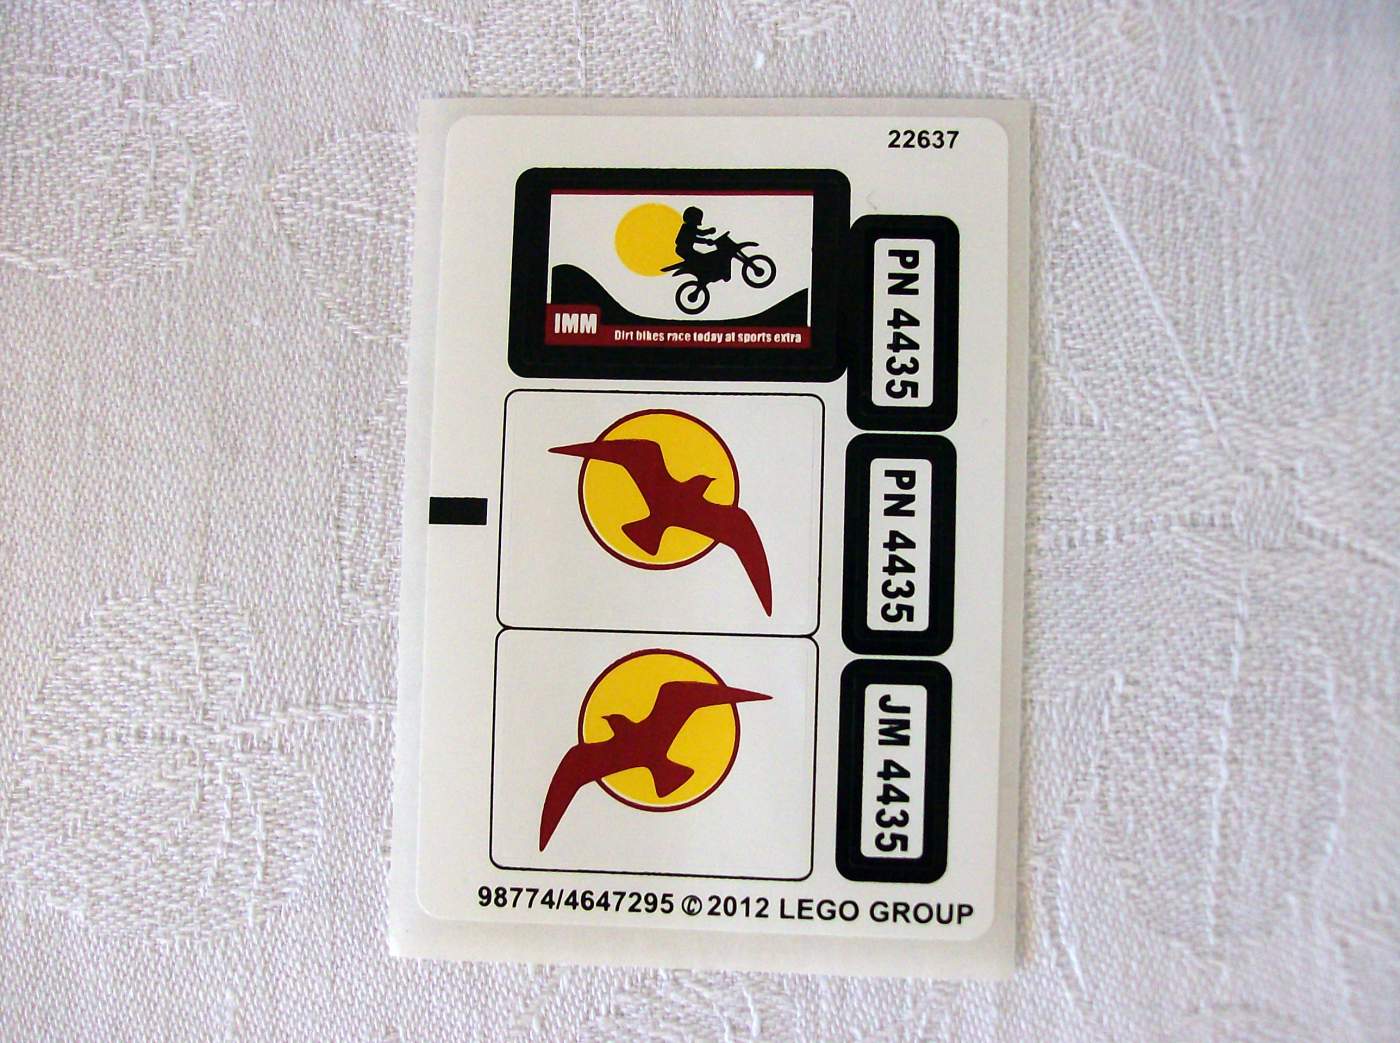 22637
IMM
Dirt bikes race today at sports extra
PN 4435
PN 4435
JM 4435
98774/4647295 © 2012 LEGO GROUP